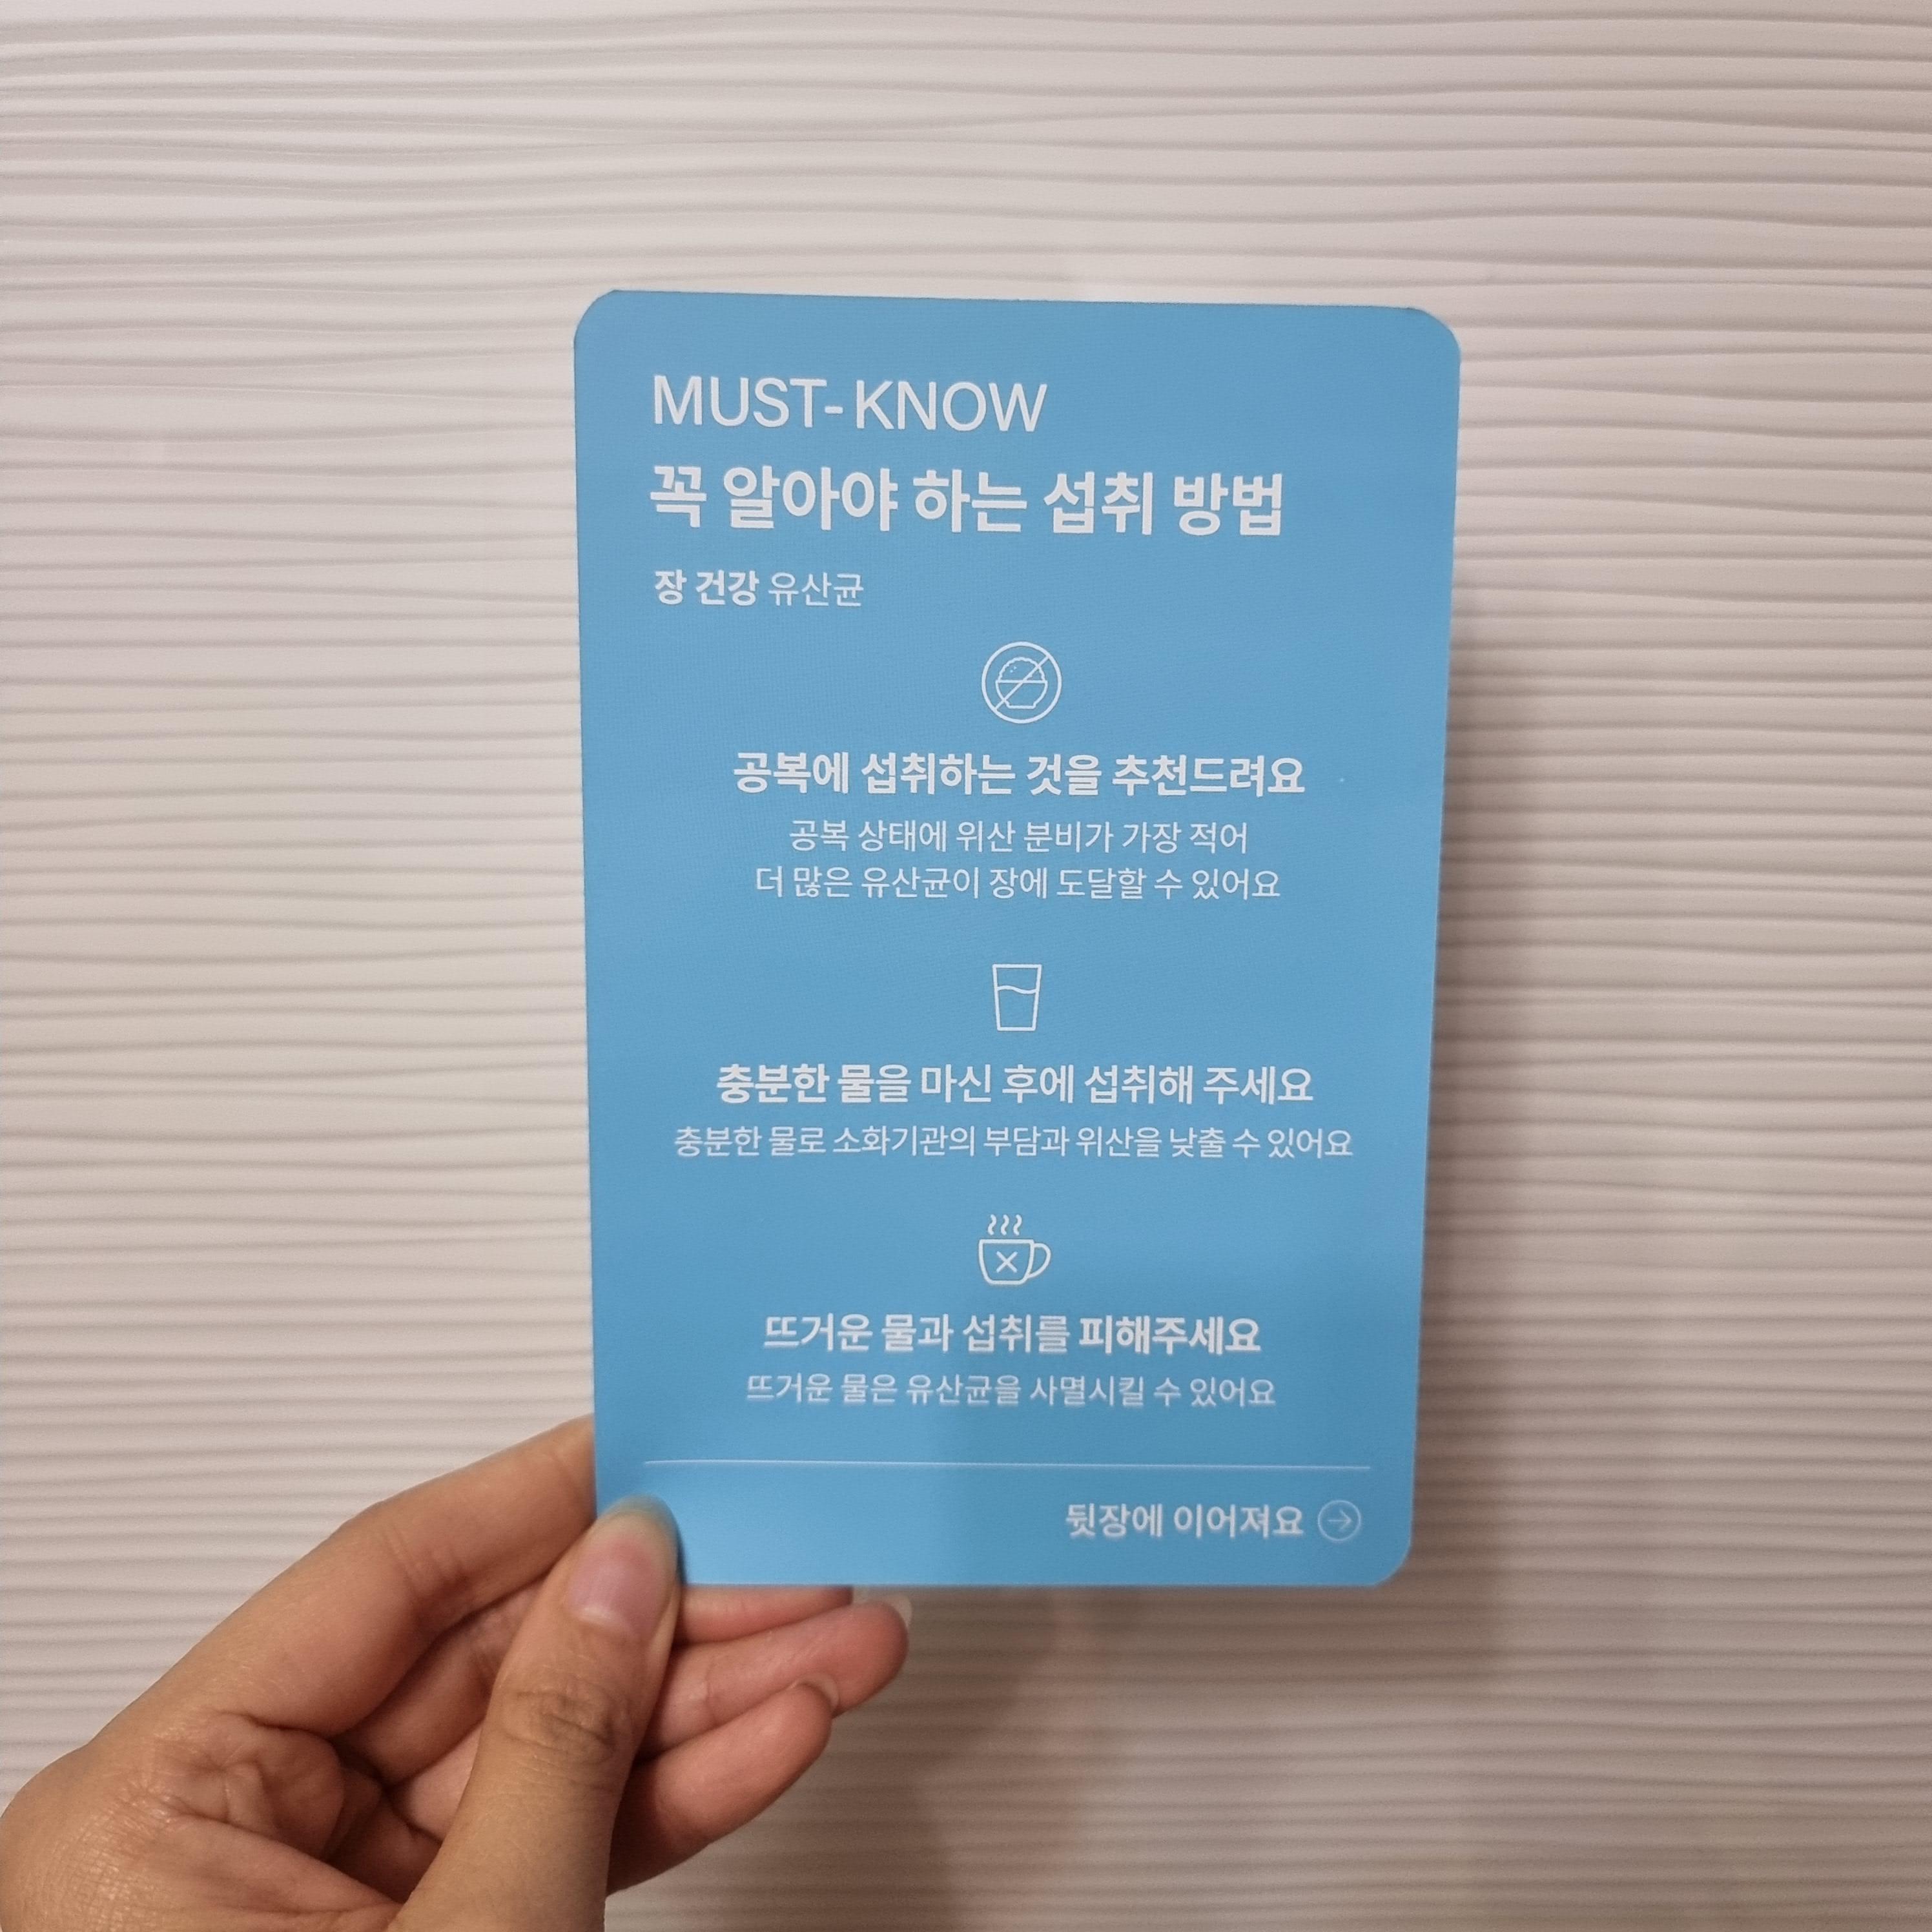 MUST-KNOW
꼭 알아야 하는 섭취 방법
장 건강 유산균
공복에 섭취하는 것을 추천드려요
공복 상태에 위산 분비가 가장 적어
더 많은 유산균이 장에 도달할 수 있어요
충분한 물을 마신 후에 섭취해 주세요
충분한 물로 소화기관의 부담과 위산을 낮출 수 있어요
뜨거운 물과 섭취를 피해주세요
뜨거운 물은 유산균을 사멸시킬 수 있어요
뒷장에 이어져요